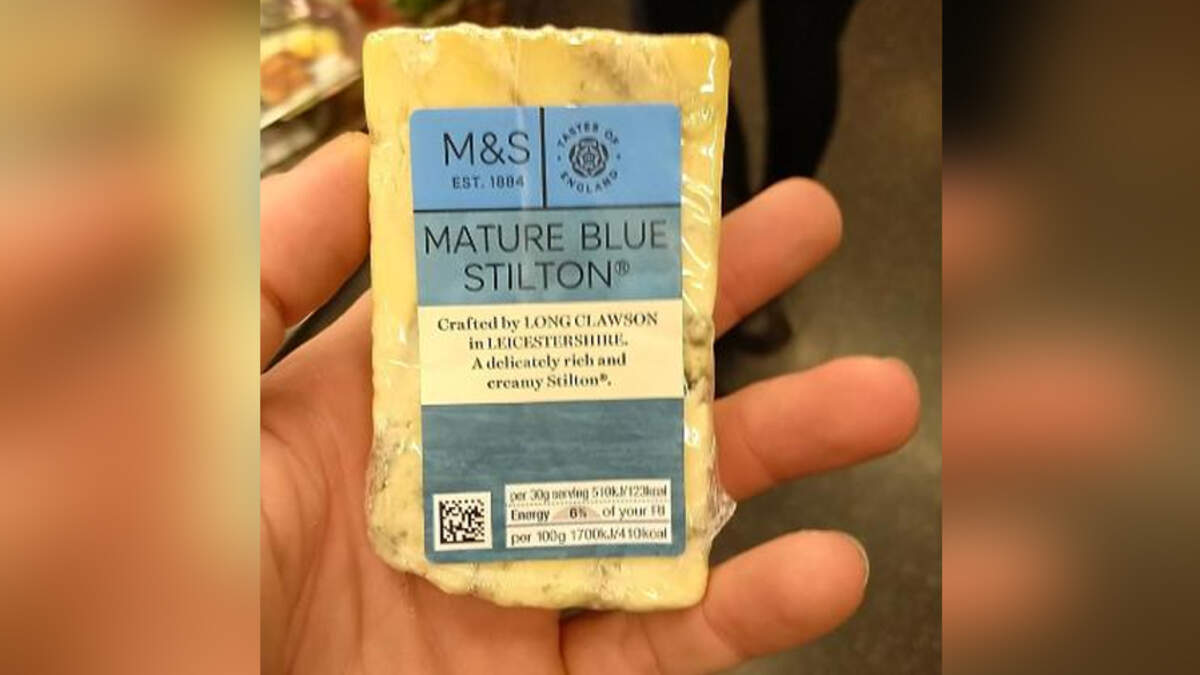 M&S
EST. 1884
TASTES OF ENGLAND
MATURE BLUE
STILTON®
Crafted by LONG CLAWSON
in LEICESTERSHIRE.
A delicately rich and
creamy Stilton®.
per 30g serving 510kJ/123kcal
Energy 6% of your RI
per 100g 1700kJ/410kcal